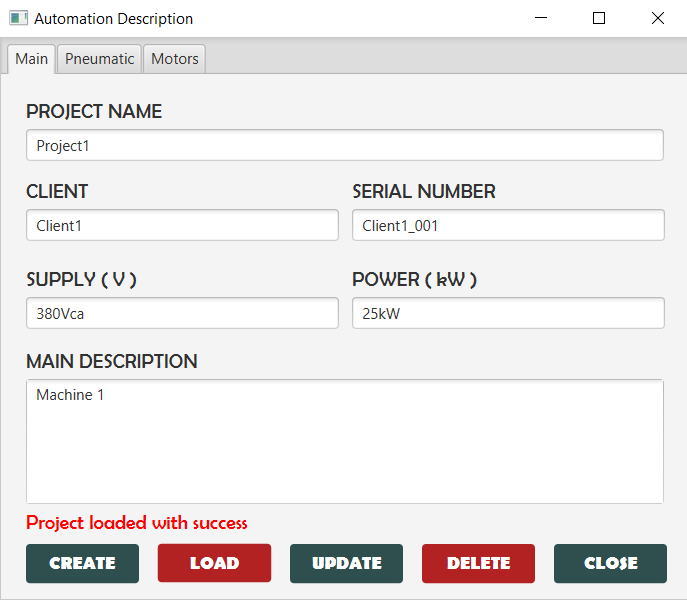 Automation Description
Main Pneumatic Motors
PROJECT NAME
Project1
CLIENT SERIAL NUMBER
Client1 Client1_001
SUPPLY ( V ) POWER ( kW )
380Vca 25kW
MAIN DESCRIPTION
Machine 1
Project loaded with success
CREATE LOAD UPDATE DELETE CLOSE